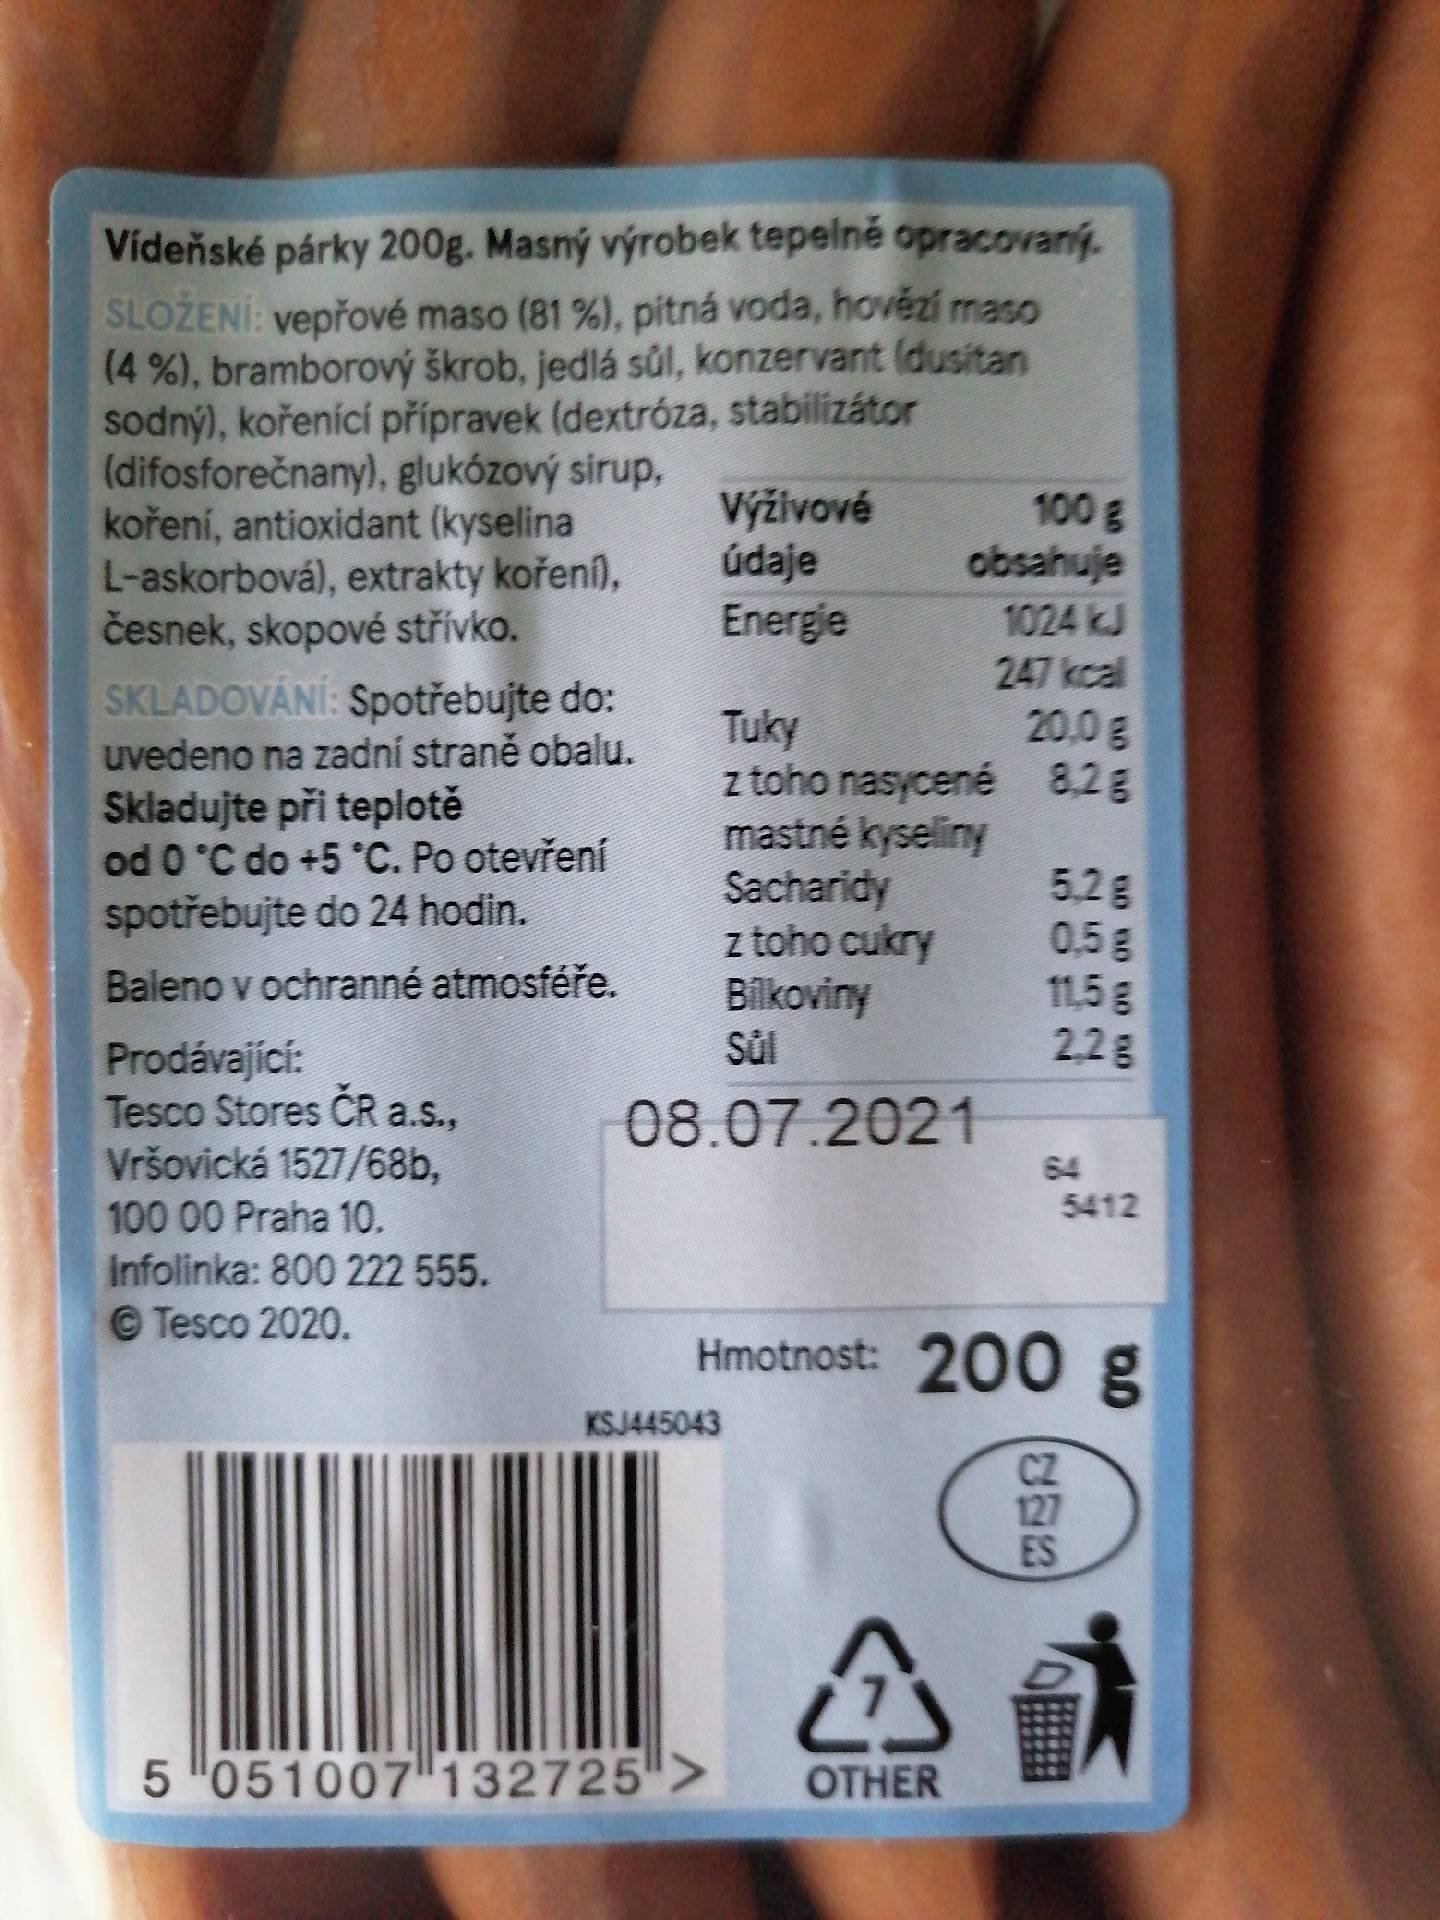 Vídeňské párky 200g. Masný výrobek tepelně opracovaný.
SLOŽENÍ: vepřové maso (81 %), pitná voda, hovězí maso
(4 %), bramborový škrob, jedlá sůl, konzervant (dusitan
sodný), kořenící přípravek (dextróza, stabilizátor
(difosforečnany), glukózový sirup,
koření, antioxidant (kyselina
L-askorbová), extrakty koření),
česnek, skopové střívko.
SKLADOVÁNÍ: Spotřebujte do:
uvedeno na zadní straně obalu.
Skladujte při teplotě
od 0 °C do +5 °C. Po otevření
spotřebujte do 24 hodin.
Baleno v ochranné atmosféře.
Prodávající:
Tesco Stores ČR a.s.,
Vršovická 1527/68b,
100 00 Praha 10.
Infolinka: 800 222 555.
© Tesco 2020.
Výživové 100 g
údaje obsahuje
Energie 1024 kJ
247 kcal
Tuky 20,0 g
z toho nasycené 8,2 g
mastné kyseliny
Sacharidy 5,2 g
z toho cukry 0,5 g
Bílkoviny 11,5 g
Sůl 2,2 g
08.07.2021
64
5412
Hmotnost: 200 g
KSJ445043
CZ
127
ES
5 051007 132725 >
7
OTHER